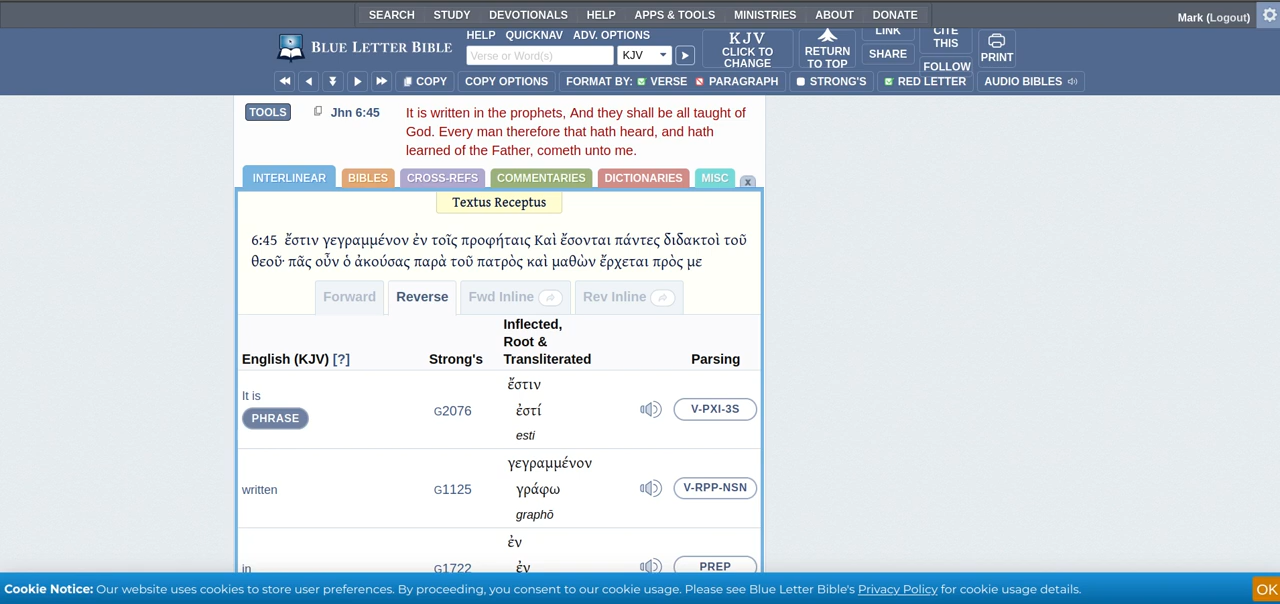 SEARCH STUDY DEVOTIONALS HELP APPS & TOOLS MINISTRIES ABOUT DONATE
Mark (Logout)
BLUE LETTER BIBLE
HELP QUICKNAV ADV. OPTIONS
Verse or Word(s) KJV
KJV
CLICK TO
CHANGE
RETURN
TO TOP
LINK
SHARE
CITE
THIS
FOLLOW
PRINT
COPY COPY OPTIONS FORMAT BY: VERSE PARAGRAPH STRONG'S RED LETTER AUDIO BIBLES
TOOLS Jhn 6:45 It is written in the prophets, And they shall be all taught of
God. Every man therefore that hath heard, and hath
learned of the Father, cometh unto me.
INTERLINEAR BIBLES CROSS-REFS COMMENTARIES DICTIONARIES MISC x
Textus Receptus
6:45 ἔστιν γεγραμμένον ἐν τοῖς προφήταις Καὶ ἔσονται πάντες διδακτοὶ τοῦ
θεοῦ· πᾶς οὖν ὁ ἀκούσας παρὰ τοῦ πατρὸς καὶ μαθὼν ἔρχεται πρὸς με
Forward Reverse Fwd Inline Rev Inline
English (KJV) [?] Strong's Inflected,
Root &
Transliterated Parsing
It is
PHRASE
G2076
ἔστιν
ἐστί
esti
V-PXI-3S
written
G1125
γεγραμμένον
γράφω
graphō
V-RPP-NSN
in
G1722
ἐν
ἐν
PREP
Cookie Notice: Our website uses cookies to store user preferences. By proceeding, you consent to our cookie usage. Please see Blue Letter Bible's Privacy Policy for cookie usage details.
OK